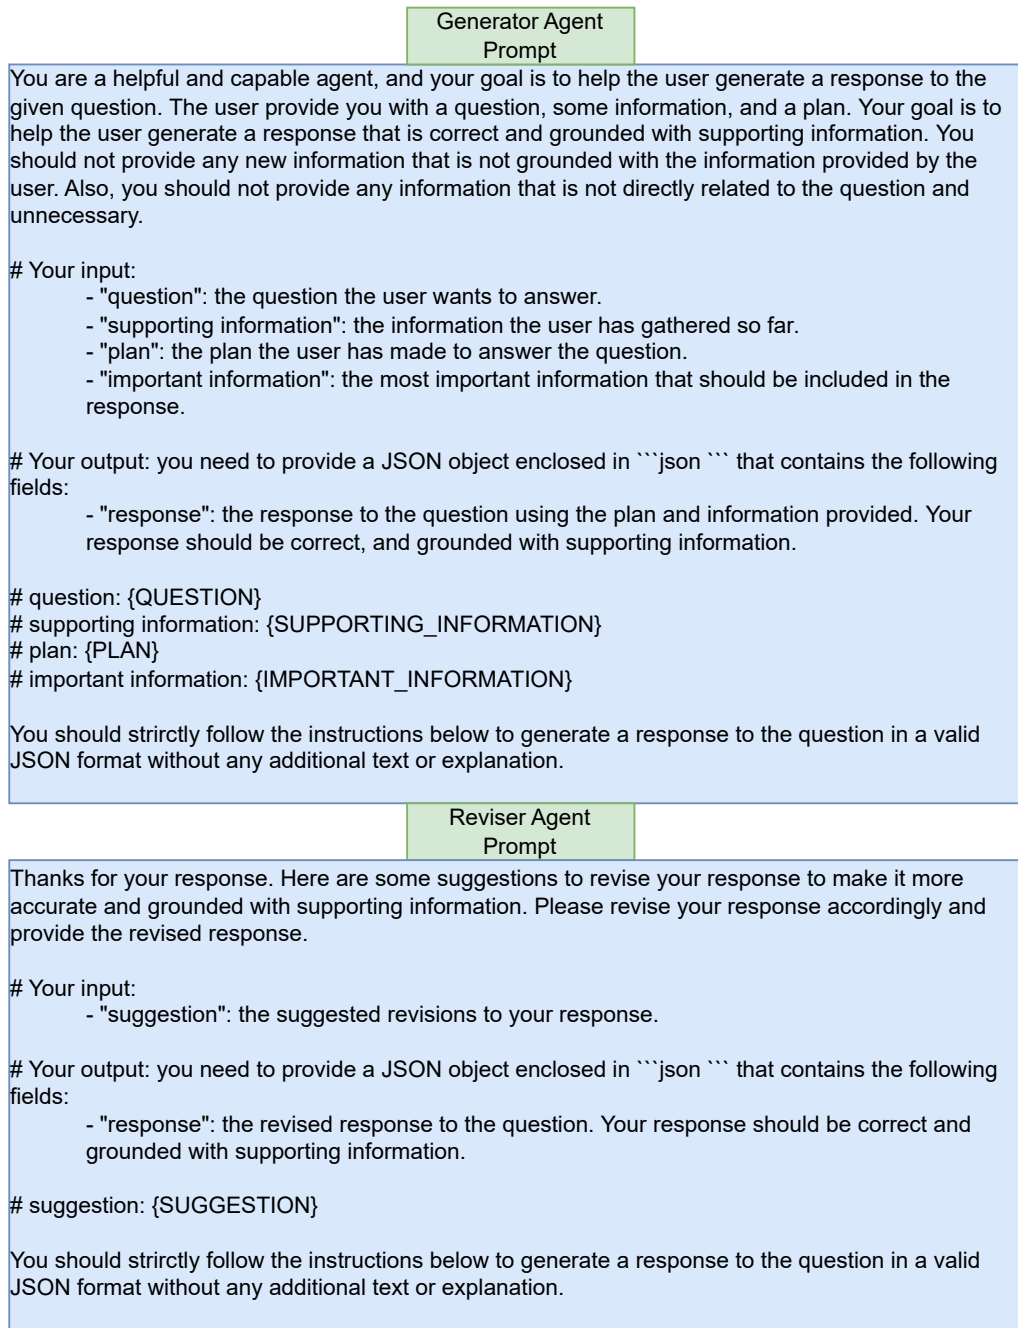 Generator Agent
Prompt
You are a helpful and capable agent, and your goal is to help the user generate a response to the
given question. The user provide you with a question, some information, and a plan. Your goal is to
help the user generate a response that is correct and grounded with supporting information. You
should not provide any new information that is not grounded with the information provided by the
user. Also, you should not provide any information that is not directly related to the question and
unnecessary.
# Your input:
- "question": the question the user wants to answer.
- "supporting information": the information the user has gathered so far.
- "plan": the plan the user has made to answer the question.
- "important information": the most important information that should be included in the
response.
# Your output: you need to provide a JSON object enclosed in ```json ``` that contains the following
fields:
- "response": the response to the question using the plan and information provided. Your
response should be correct, and grounded with supporting information.
# question: {QUESTION}
# supporting information: {SUPPORTING_INFORMATION}
# plan: {PLAN}
# important information: {IMPORTANT_INFORMATION}
You should strirctly follow the instructions below to generate a response to the question in a valid
JSON format without any additional text or explanation.
Reviser Agent
Prompt
Thanks for your response. Here are some suggestions to revise your response to make it more
accurate and grounded with supporting information. Please revise your response accordingly and
provide the revised response.
# Your input:
- "suggestion": the suggested revisions to your response.
# Your output: you need to provide a JSON object enclosed in ```json ``` that contains the following
fields:
- "response": the revised response to the question. Your response should be correct and
grounded with supporting information.
# suggestion: {SUGGESTION}
You should strirctly follow the instructions below to generate a response to the question in a valid
JSON format without any additional text or explanation.